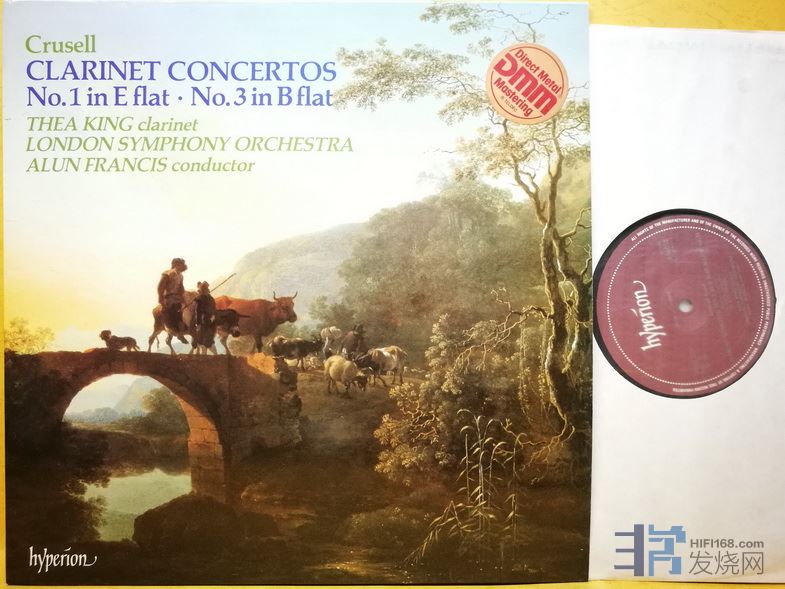 Crusell
CLARINET CONCERTOS
No.1 in E flat · No.3 in B flat
THEA KING clarinet
LONDON SYMPHONY ORCHESTRA
ALUN FRANCIS conductor
Direct Metal
DMM
Mastering
hyperion
hyperion
HIFI168.com
发烧网